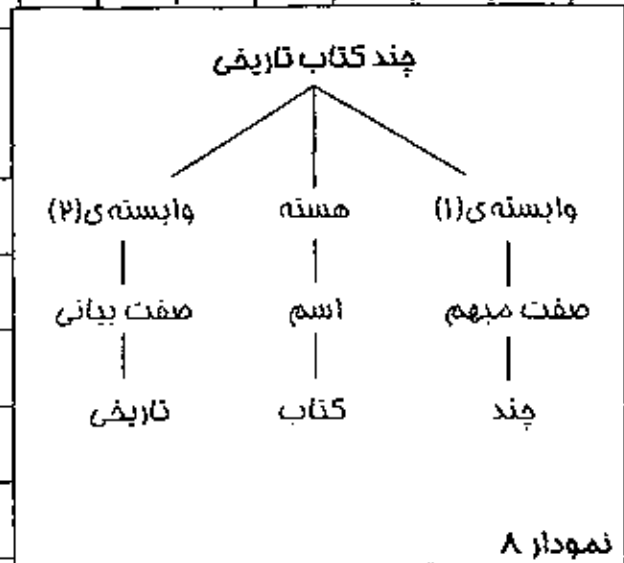 چند کتاب تاریخی
وابسته‌ی(۱) هسته وابسته‌ی(۲)
صفت مبهم اسم صفت بیانی
چند کتاب تاریخی
نمودار ۸